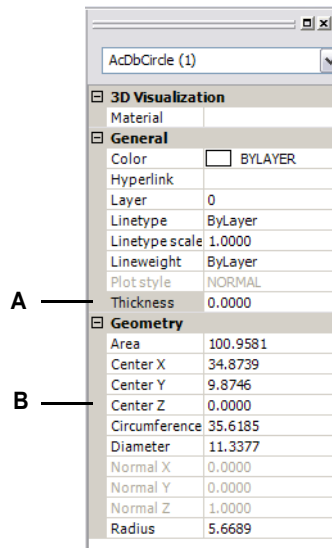 AcDbCircle (1)
3D Visualization
Material
General
Color BYLAYER
Hyperlink
Layer 0
Linetype ByLayer
Linetype scale 1.0000
Lineweight ByLayer
Plot style NORMAL
A Thickness 0.0000
Geometry
Area 100.9581
Center X 34.8739
Center Y 9.8746
B Center Z 0.0000
Circumference 35.6185
Diameter 11.3377
Normal X 0.0000
Normal Y 0.0000
Normal Z 1.0000
Radius 5.6689